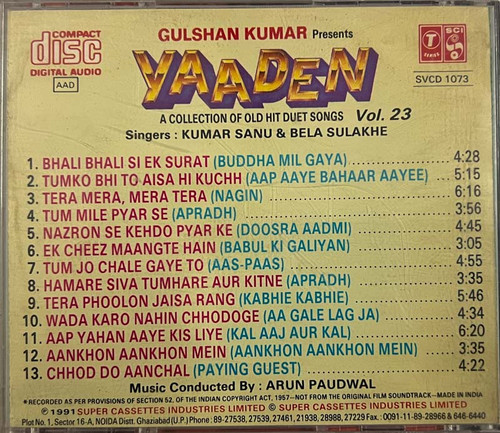 GULSHAN KUMAR Presents
COMPACT
disc
DIGITAL AUDIO
AAD
YAADEN
T
SERIES
SCI
SVCD 1073
A COLLECTION OF OLD HIT DUET SONGS Vol. 23
Singers : KUMAR SANU & BELA SULAKHE
1. BHALI BHALI SI EK SURAT (BUDDHA MIL GAYA) 4:28
2. TUMKO BHI TO AISA HI KUCHH (AAP AAYE BAHAAR AAYEE) 5:15
3. TERA MERA, MERA TERA (NAGIN) 6:16
4. TUM MILE PYAR SE (APRADH) 3:56
5. NAZRON SE KEHDO PYAR KE (DOOSRA AADMI) 4:45
6. EK CHEEZ MAANGTE HAIN (BABUL KI GALIYAN) 3:05
7. TUM JO CHALE GAYE TO (AAS-PAAS) 4:55
8. HAMARE SIVA TUMHARE AUR KITNE (APRADH) 3:35
9. TERA PHOOLON JAISA RANG (KABHIE KABHIE) 5:46
10. WADA KARO NAHIN CHHODOGE (AA GALE LAG JA) 4:34
11. AAP YAHAN AAYE KIS LIYE (KAL AAJ AUR KAL) 6:20
12. AANKHON AANKHON MEIN (AANKHON AANKHON MEIN) 3:35
13. CHHOD DO AANCHAL (PAYING GUEST) 4:22
Music Conducted By : ARUN PAUDWAL
*RECORDED AS PER PROVISIONS OF SECTION 52, OF THE INDIAN COPYRIGHT ACT, 1957—NOT FROM THE ORIGINAL FILM SOUNDTRACK—MADE IN INDIA
℗ 1991 SUPER CASSETTES INDUSTRIES LIMITED © SUPER CASSETTES INDUSTRIES LIMITED
Plot No. 1, Sector 16-A, NOIDA Distt. Ghaziabad (U.P.) Phone : 89-27538, 27539, 27461, 21938, 28988, 27229 Fax.: 0091-11-89-28966 & 646-6440